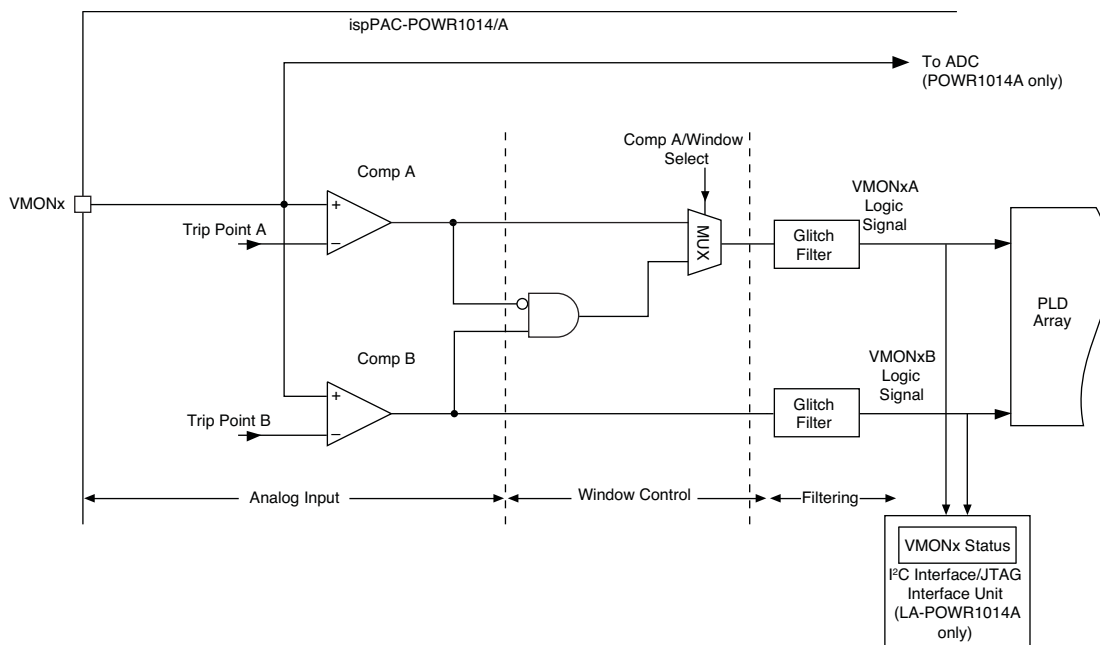 ispPAC-POWR1014/A
To ADC
(POWR1014A only)
Comp A/Window
Select
Comp A
VMONx
+
Trip Point A
–
MUX
Glitch
Filter
VMONxA
Logic
Signal
PLD
Array
Comp B
+
Trip Point B
–
Glitch
Filter
VMONxB
Logic
Signal
Analog Input
Window Control
Filtering
VMONx Status
I²C Interface/JTAG
Interface Unit
(LA-POWR1014A
only)